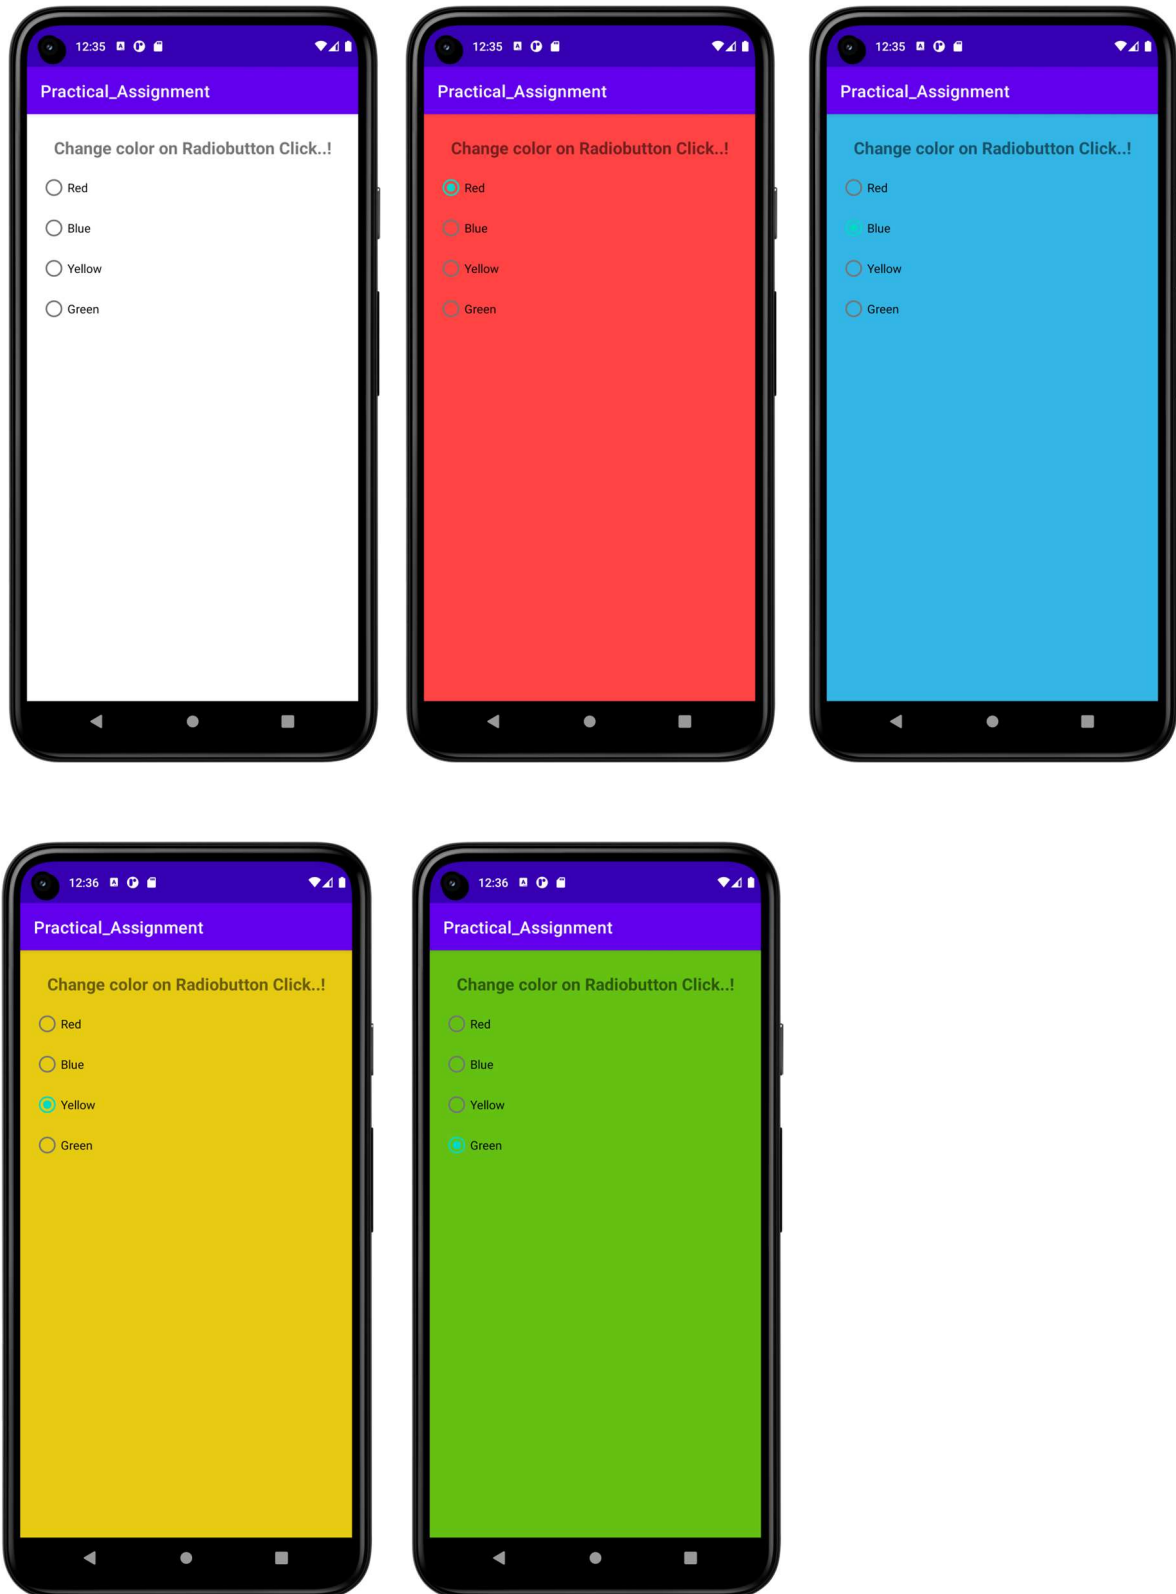 12:35
Practical_Assignment
Change color on Radiobutton Click..!
Red
Blue
Yellow
Green
12:35
Practical_Assignment
Change color on Radiobutton Click..!
Red
Blue
Yellow
Green
12:35
Practical_Assignment
Change color on Radiobutton Click..!
Red
Blue
Yellow
Green
12:36
Practical_Assignment
Change color on Radiobutton Click..!
Red
Blue
Yellow
Green
12:36
Practical_Assignment
Change color on Radiobutton Click..!
Red
Blue
Yellow
Green